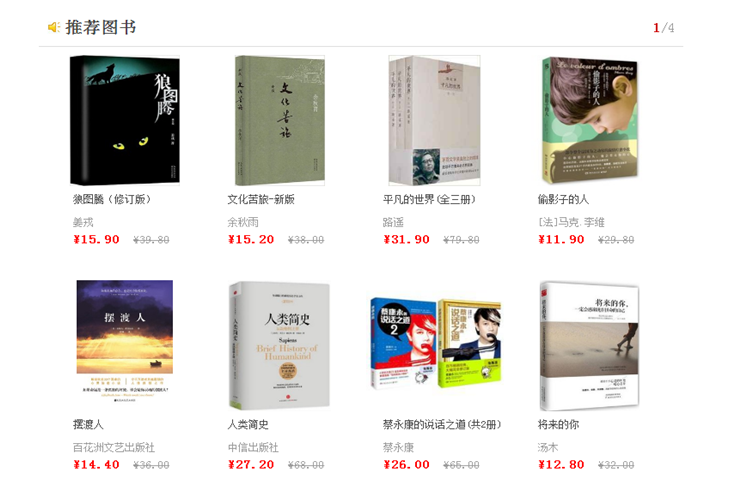 推荐图书
1/4
狼图腾
文化苦旅
余秋雨
平凡的世界
Le voleur d'ombres
偷影子的人
狼图腾（修订版）
文化苦旅-新版
平凡的世界(全三册)
偷影子的人
姜戎
余秋雨
路遥
[法]马克.李维
¥15.90 ¥39.80
¥15.20 ¥38.00
¥31.90 ¥79.80
¥11.90 ¥29.80
摆渡人
人类简史
Sapiens
Brief History of
Humankind
蔡康永的
说话之道
2
蔡康永的
说话之道
将来的你，
一定会感谢现在拼命的自己
摆渡人
人类简史
蔡康永的说话之道(共2册)
将来的你
百花洲文艺出版社
中信出版社
蔡康永
汤木
¥14.40 ¥36.00
¥27.20 ¥68.00
¥26.00 ¥65.00
¥12.80 ¥32.00